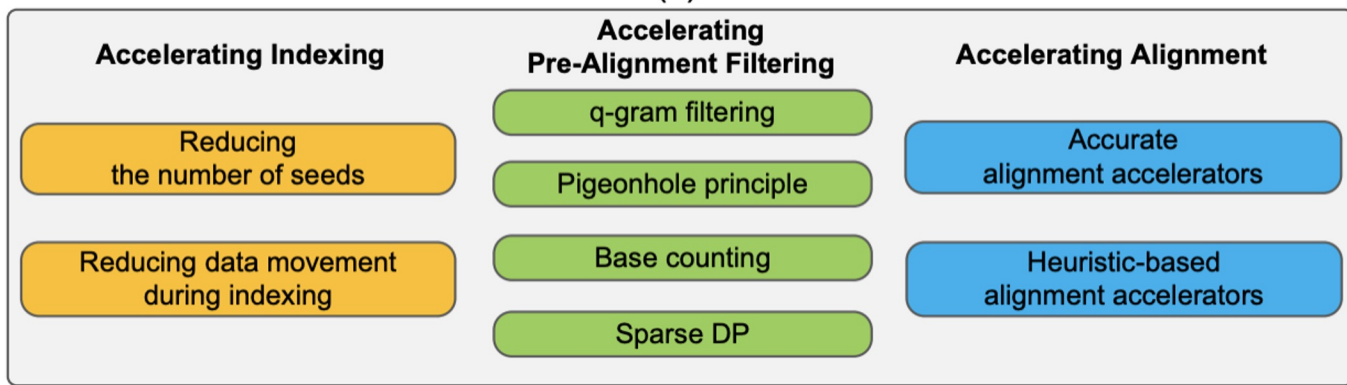 Accelerating Indexing
Reducing
the number of seeds
Reducing data movement
during indexing
Accelerating
Pre-Alignment Filtering
q-gram filtering
Pigeonhole principle
Base counting
Sparse DP
Accelerating Alignment
Accurate
alignment accelerators
Heuristic-based
alignment accelerators